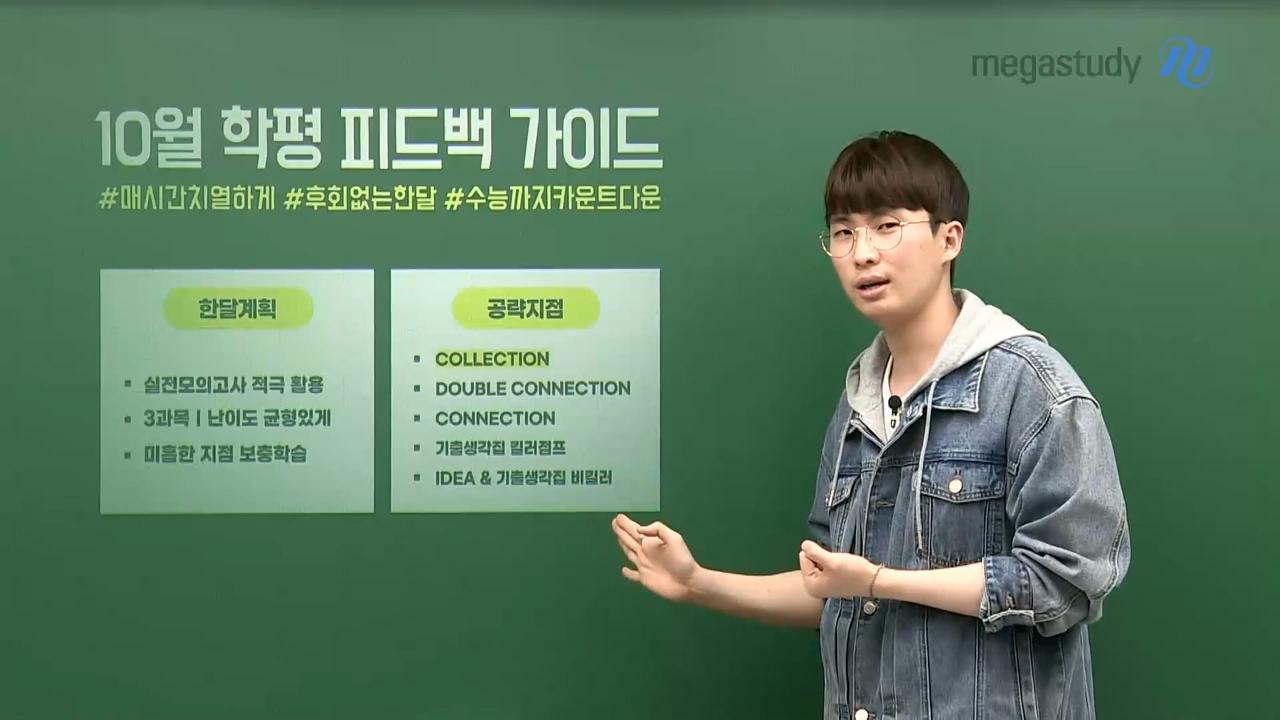 megastudy
10월 학평 피드백 가이드
#매시간치열하게 #후회없는한달 #수능까지카운트다운
한달계획
실전모의고사 적극 활용
3과목 | 난이도 균형있게
미흡한 지점 보충학습
공략지점
COLLECTION
DOUBLE CONNECTION
CONNECTION
기출생각집 킬러점프
IDEA & 기출생각집 비킬러